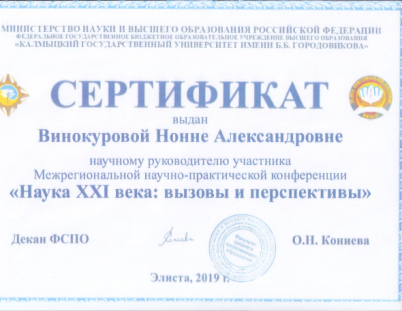 МИНИСТЕРСТВО НАУКИ И ВЫСШЕГО ОБРАЗОВАНИЯ РОССИЙСКОЙ ФЕДЕРАЦИИ
ФЕДЕРАЛЬНОЕ ГОСУДАРСТВЕННОЕ БЮДЖЕТНОЕ ОБРАЗОВАТЕЛЬНОЕ УЧРЕЖДЕНИЕ ВЫСШЕГО ОБРАЗОВАНИЯ
«КАЛМЫЦКИЙ ГОСУДАРСТВЕННЫЙ УНИВЕРСИТЕТ ИМЕНИ Б.Б. ГОРОДОВИКОВА»
СЕРТИФИКАТ
выдан
Винокуровой Нонне Александровне
научному руководителю участника
Межрегиональной научно-практической конференции
«Наука XXI века: вызовы и перспективы»
Декан ФСПО О.Н. Кониева
Элиста, 2019 г.